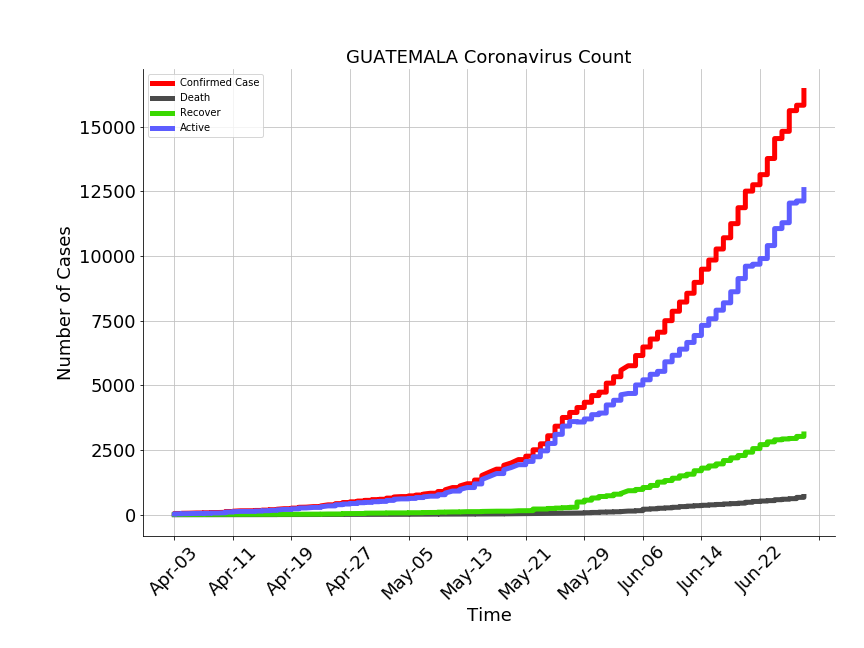 GUATEMALA Coronavirus Count
Confirmed Case
Death
Recover
Active
Number of Cases
15000
12500
10000
7500
5000
2500
0
Apr-03
Apr-11
Apr-19
Apr-27
May-05
May-13
May-21
May-29
Jun-06
Jun-14
Jun-22
Time